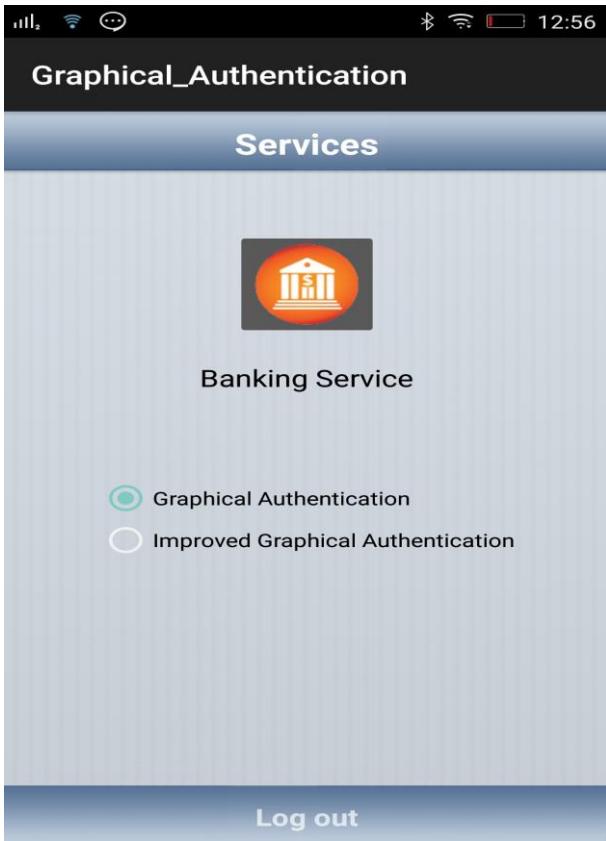 12:56
Graphical_Authentication
Services
$
Banking Service
Graphical Authentication
Improved Graphical Authentication
Log out